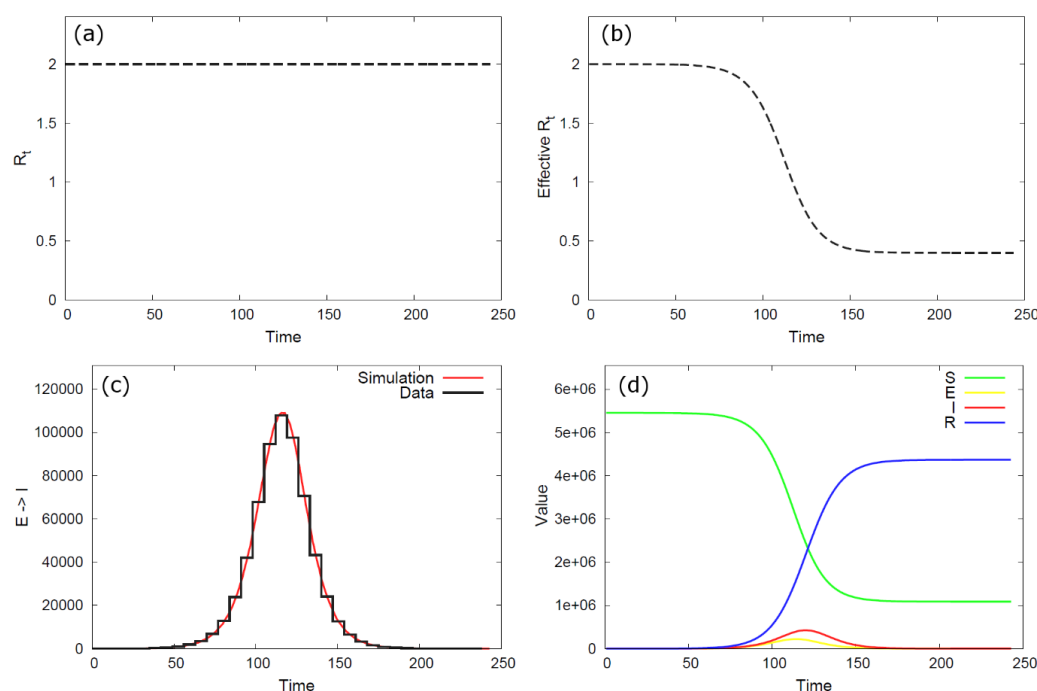 (a)
2
1.5
1
0.5
0
R_t
0 50 100 150 200 250
Time
(b)
2
1.5
1
0.5
0
Effective R_t
0 50 100 150 200 250
Time
(c)
Simulation
Data
120000
100000
80000
60000
40000
20000
0
E -> I
0 50 100 150 200 250
Time
(d)
S
E
I
R
6e+06
5e+06
4e+06
3e+06
2e+06
1e+06
0
Value
0 50 100 150 200 250
Time